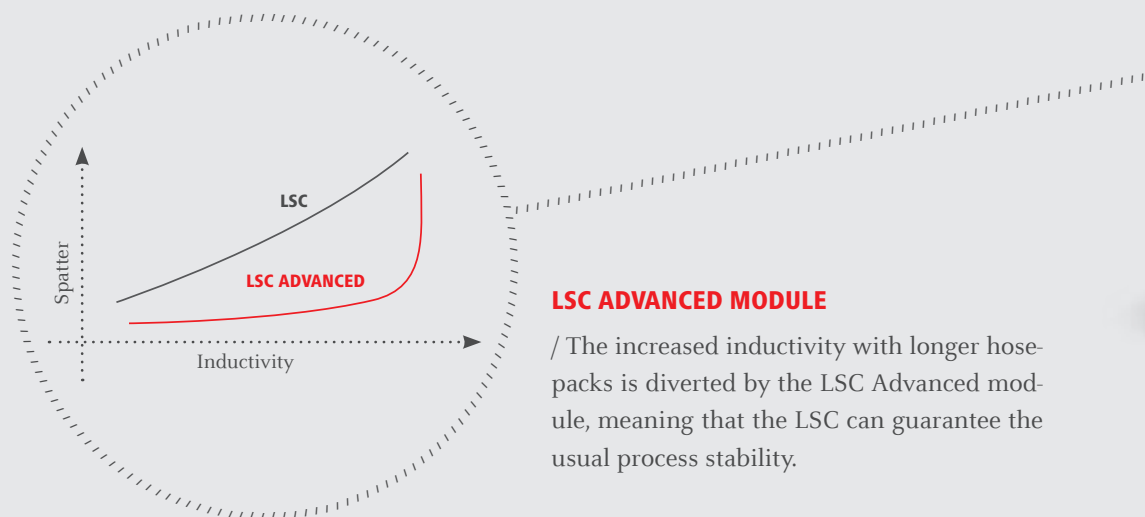 LSC
LSC ADVANCED
Spatter
Inductivity
LSC ADVANCED MODULE
/ The increased inductivity with longer hose-
packs is diverted by the LSC Advanced mod-
ule, meaning that the LSC can guarantee the
usual process stability.